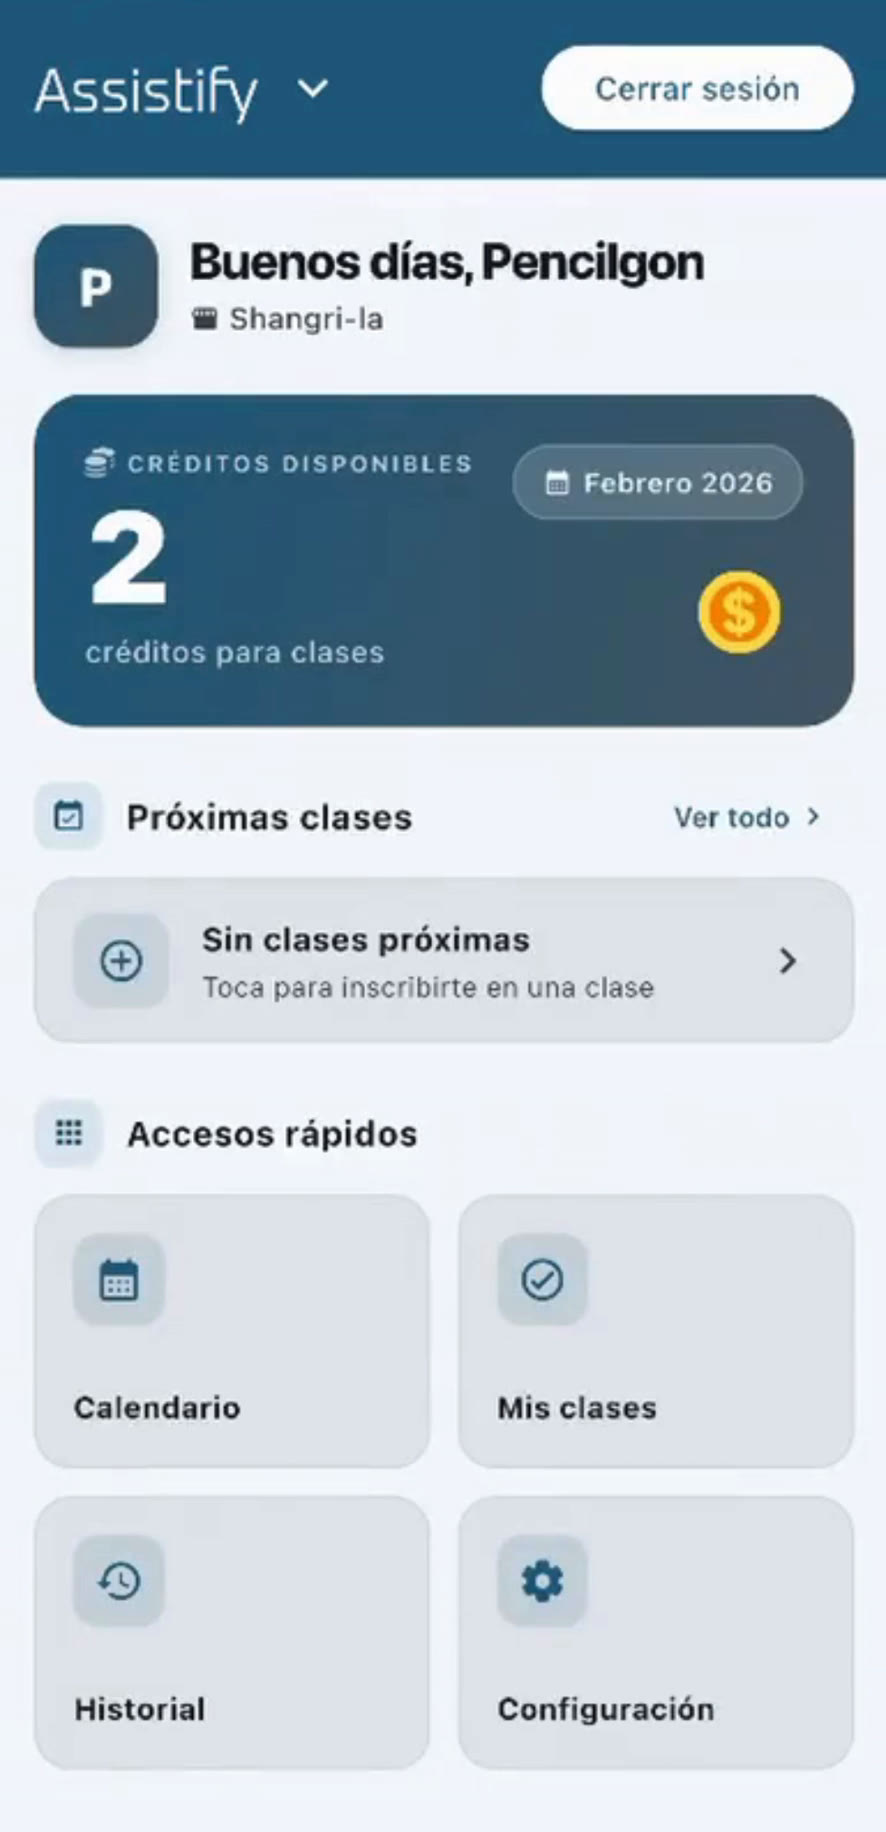 Assistify
Cerrar sesión
P
Buenos días, Pencilgon
Shangri-la
CRÉDITOS DISPONIBLES
Febrero 2026
2
$
créditos para clases
Próximas clases
Ver todo
Sin clases próximas
Toca para inscribirte en una clase
Accesos rápidos
Calendario
Mis clases
Historial
Configuración